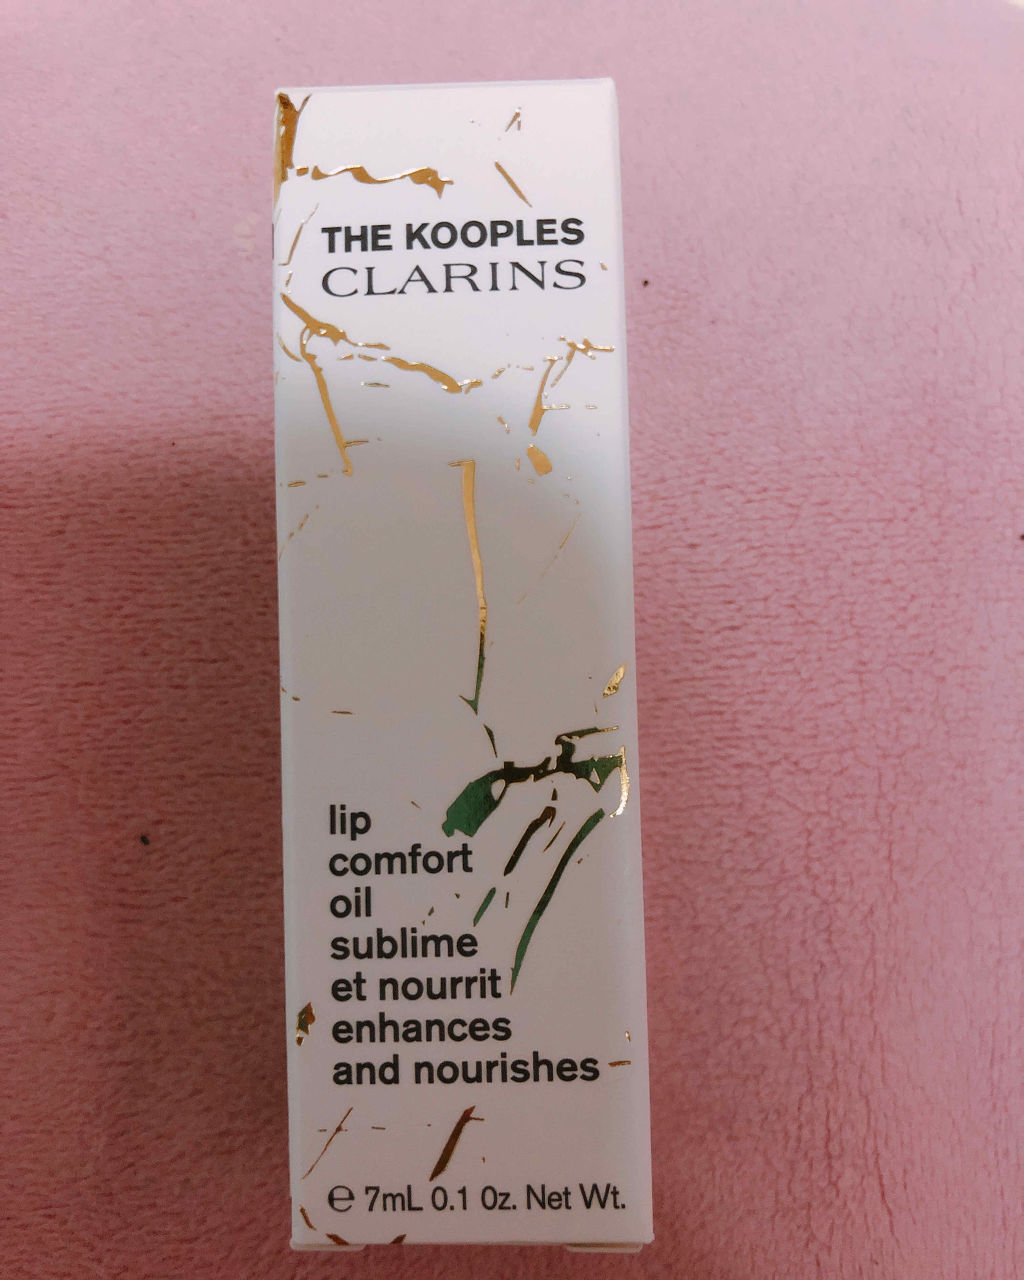 THE KOOPLES
CLARINS
lip
comfort
oil
sublime
et nourrit
enhances
and nourishes
℮ 7mL 0.1 Oz. Net Wt.